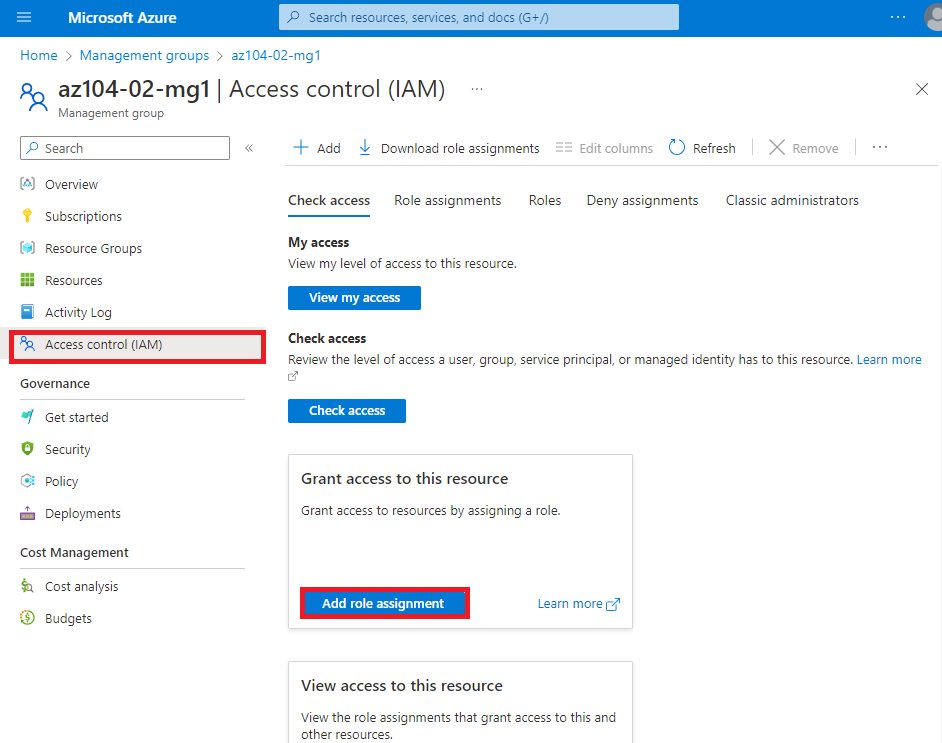 Microsoft Azure
Search resources, services, and docs (G+/)
Home > Management groups > az104-02-mg1
az104-02-mg1 | Access control (IAM)
Management group
Search
«
Add
Download role assignments
Edit columns
Refresh
Remove
Overview
Subscriptions
Resource Groups
Resources
Activity Log
Access control (IAM)
Governance
Get started
Security
Policy
Deployments
Cost Management
Cost analysis
Budgets
Check access
Role assignments
Roles
Deny assignments
Classic administrators
My access
View my level of access to this resource.
View my access
Check access
Review the level of access a user, group, service principal, or managed identity has to this resource. Learn more
Check access
Grant access to this resource
Grant access to resources by assigning a role.
Add role assignment
Learn more
View access to this resource
View the role assignments that grant access to this and
other resources.